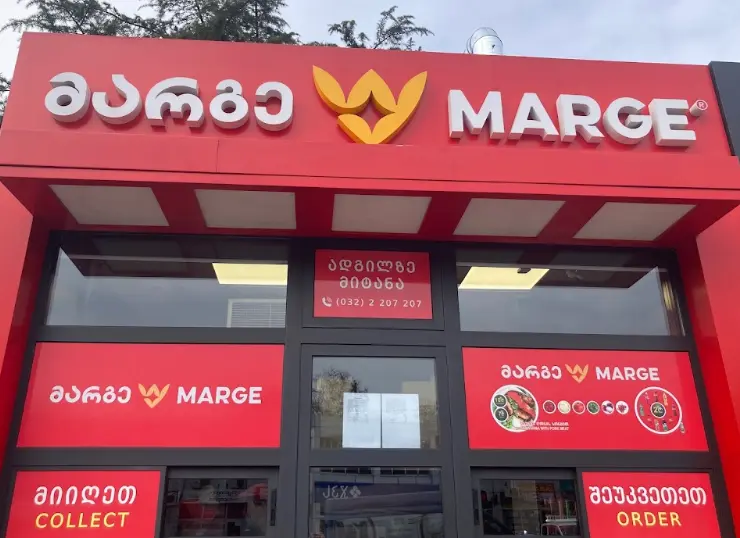 მარგე MARGE®
ადგილზე
მიტანა
(032) 2 207 207
მარგე MARGE
მარგე MARGE
მიიღეთ
COLLECT
შეუკვეთეთ
ORDER